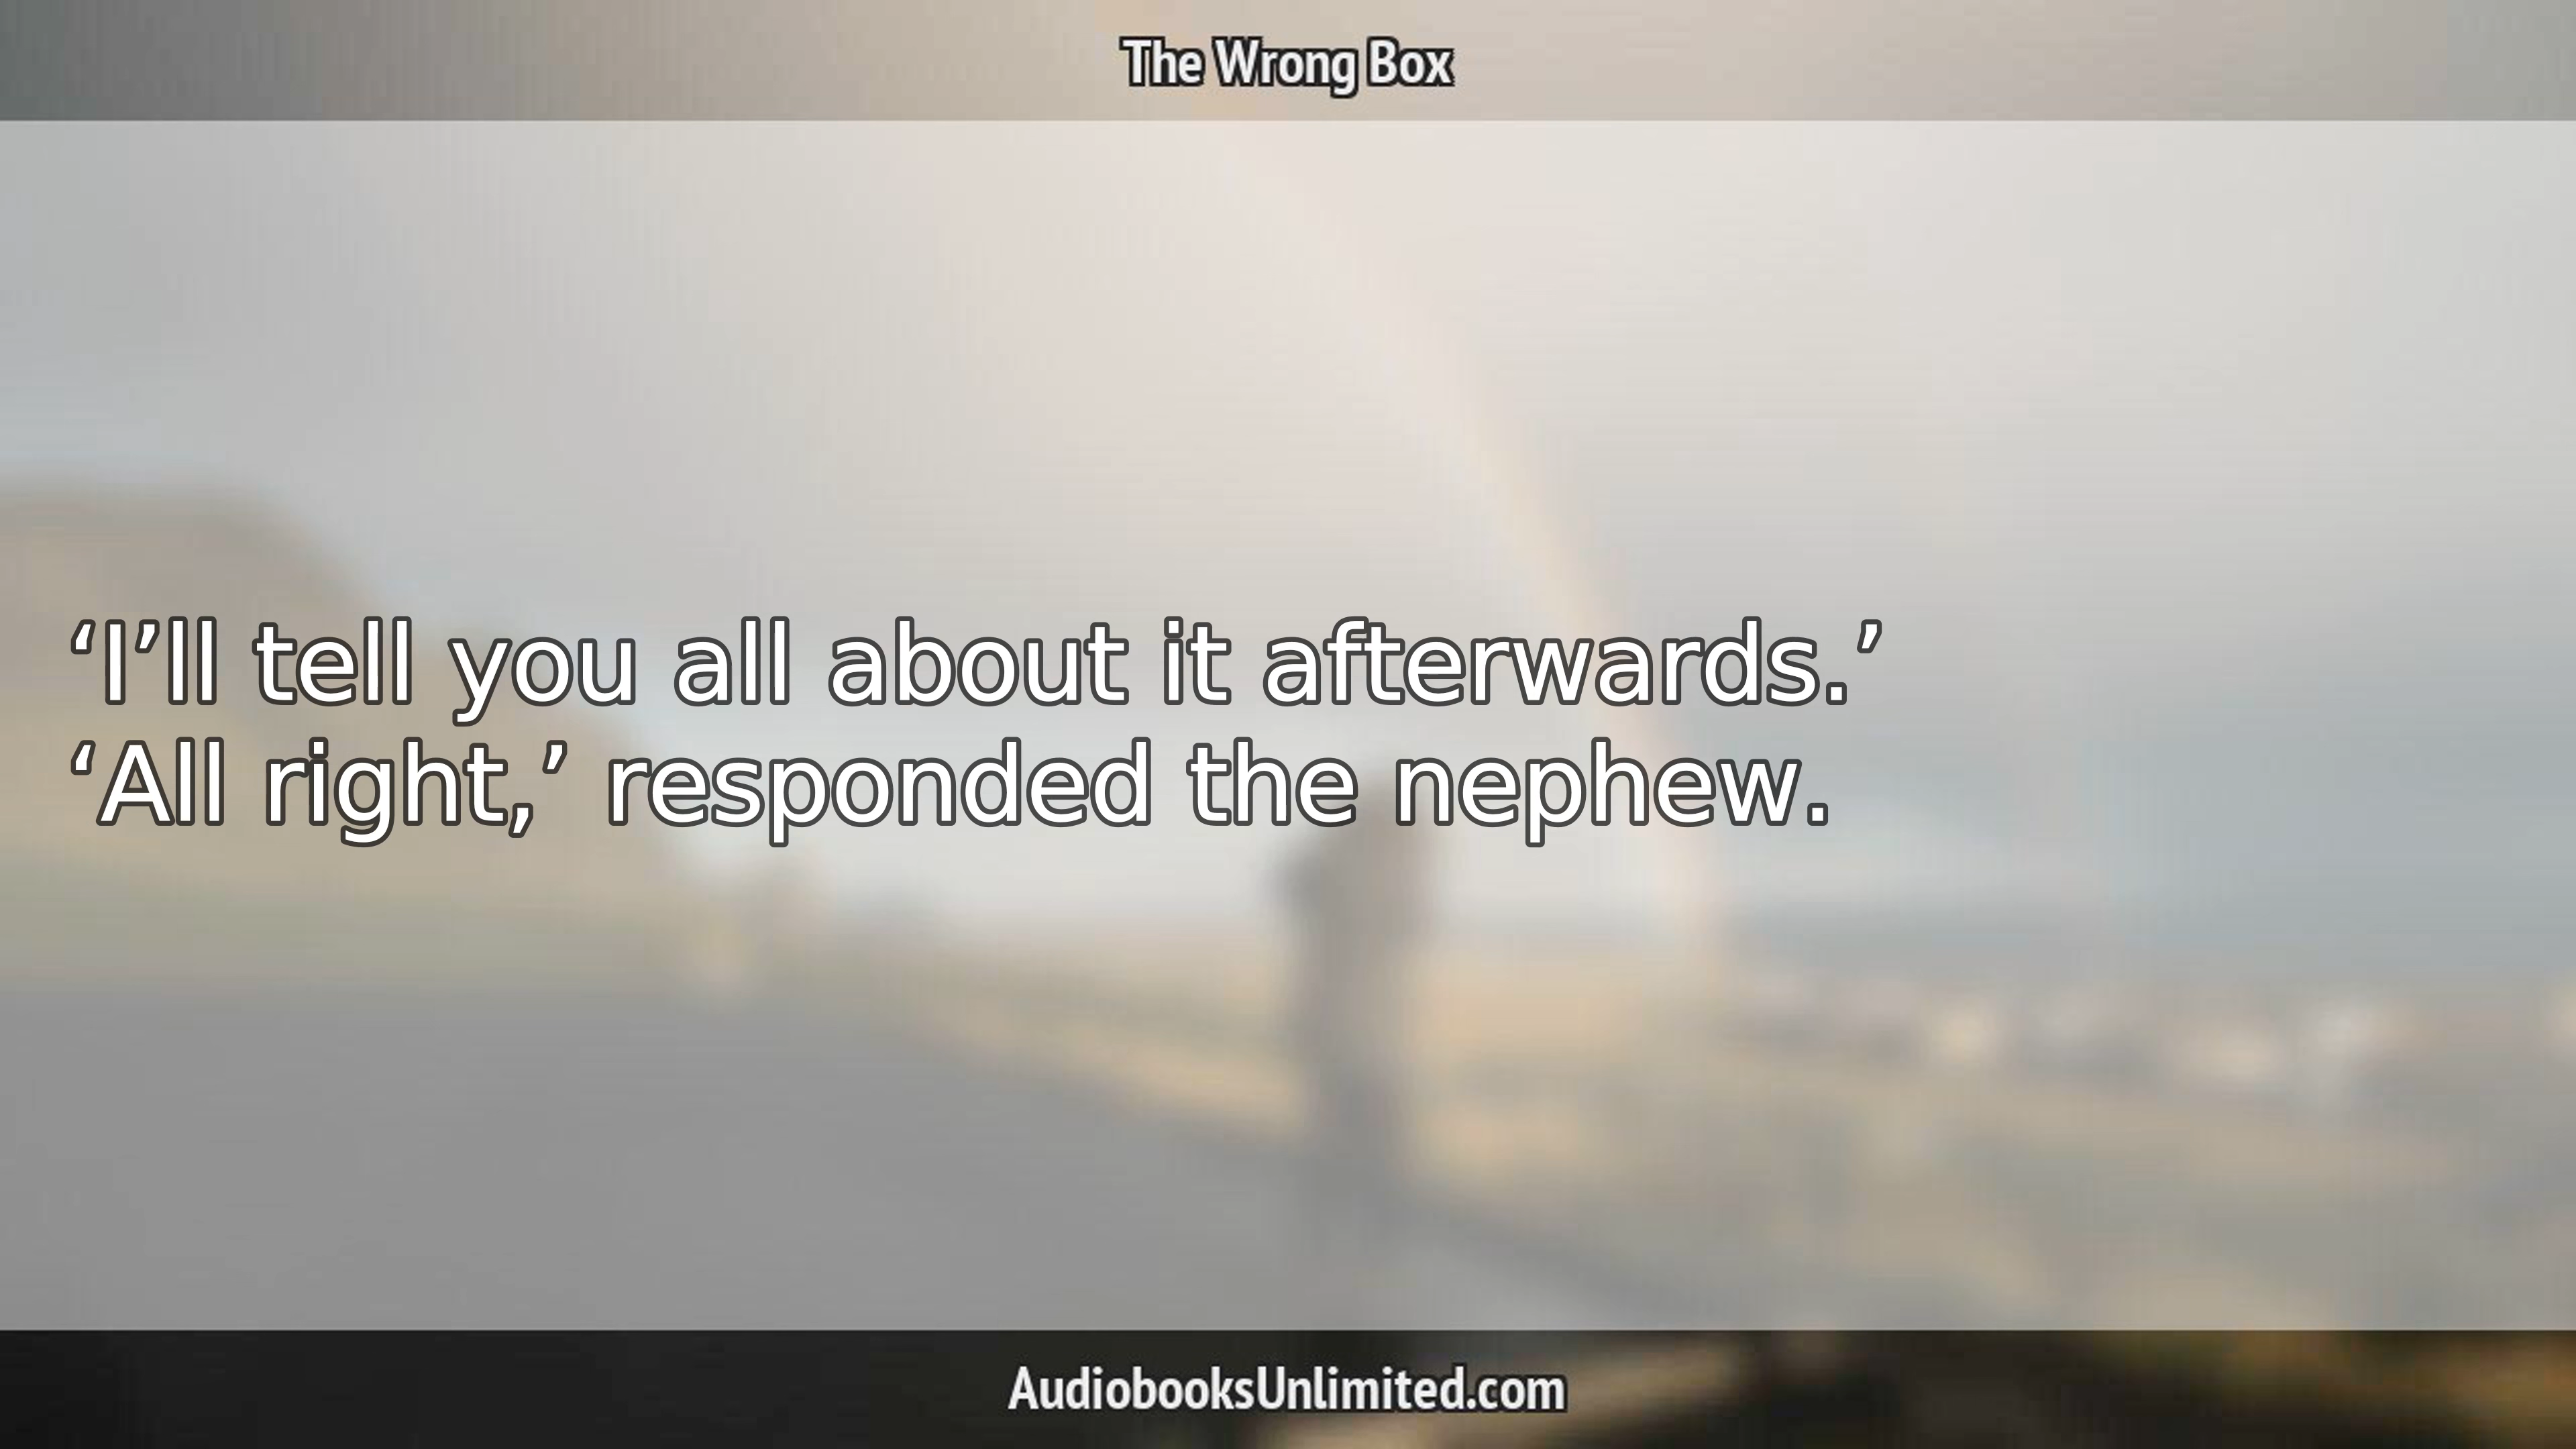 The Wrong Box
‘I’ll tell you all about it afterwards.’
‘All right,’ responded the nephew.
AudiobooksUnlimited.com